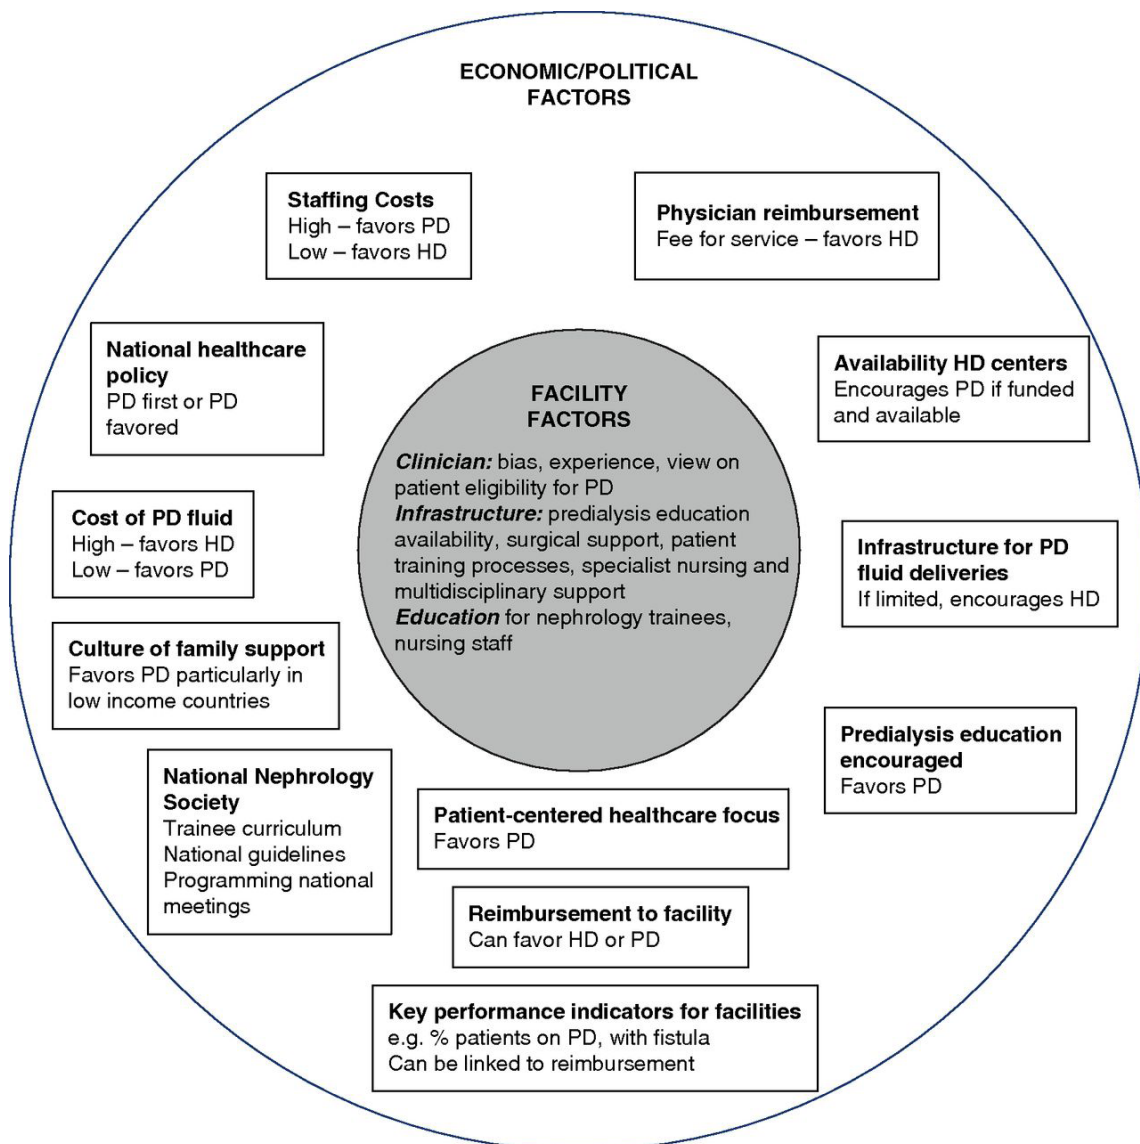 ECONOMIC/POLITICAL
FACTORS
Staffing Costs
High – favors PD
Low – favors HD
Physician reimbursement
Fee for service – favors HD
National healthcare
policy
PD first or PD
favored
Availability HD centers
Encourages PD if funded
and available
FACILITY
FACTORS
Clinician: bias, experience, view on
patient eligibility for PD
Infrastructure: predialysis education
availability, surgical support, patient
training processes, specialist nursing and
multidisciplinary support
Education for nephrology trainees,
nursing staff
Cost of PD fluid
High – favors HD
Low – favors PD
Infrastructure for PD
fluid deliveries
If limited, encourages HD
Culture of family support
Favors PD particularly in
low income countries
Predialysis education
encouraged
Favors PD
National Nephrology
Society
Trainee curriculum
National guidelines
Programming national
meetings
Patient-centered healthcare focus
Favors PD
Reimbursement to facility
Can favor HD or PD
Key performance indicators for facilities
e.g. % patients on PD, with fistula
Can be linked to reimbursement